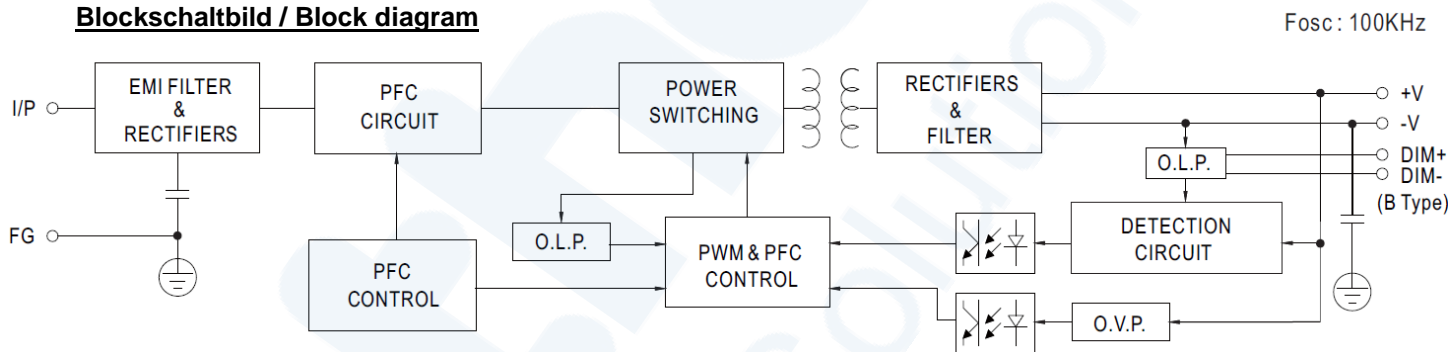 Blockschaltbild / Block diagram
Fosc : 100KHz
I/P
EMI FILTER
&
RECTIFIERS
PFC
CIRCUIT
POWER
SWITCHING
RECTIFIERS
&
FILTER
+V
-V
DIM+
DIM-
(B Type)
O.L.P.
FG
PFC
CONTROL
O.L.P.
PWM & PFC
CONTROL
DETECTION
CIRCUIT
O.V.P.